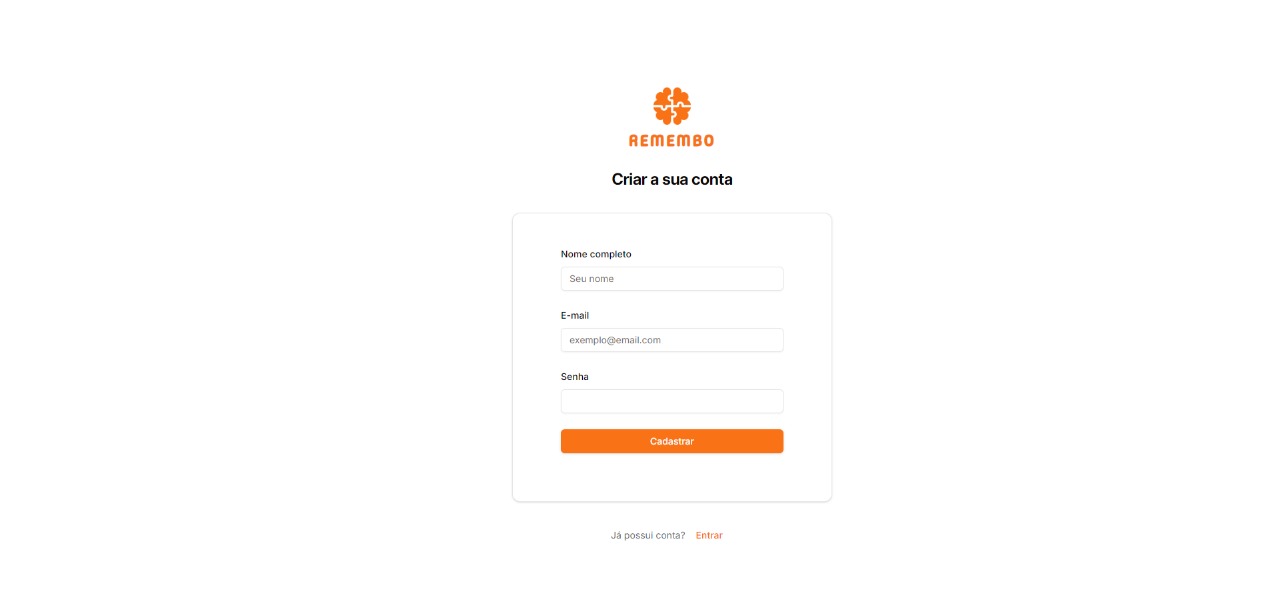 REMEMBO
Criar a sua conta
Nome completo
Seu nome
E-mail
exemplo@email.com
Senha
Cadastrar
Já possui conta? Entrar